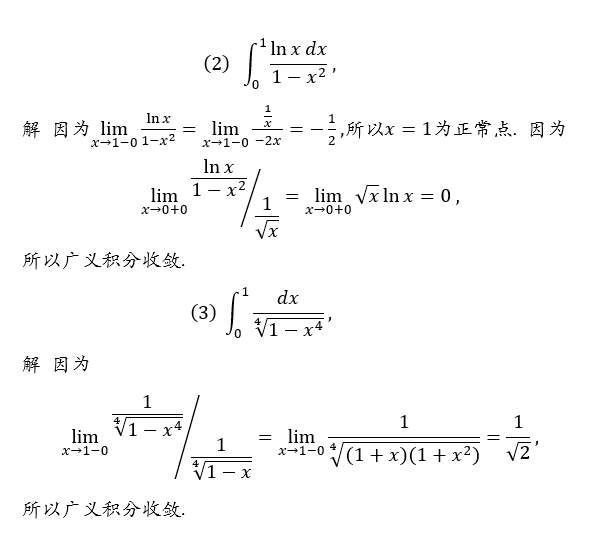 (2) ∫₀¹ ln x dx / (1 − x²) ,
解 因为 lim_{x→1−0} ln x / (1−x²) = lim_{x→1−0} (1/x) / (−2x) = −1/2 ,所以x = 1为正常点. 因为
lim_{x→0+0} (ln x / (1 − x²)) / (1/√x) = lim_{x→0+0} √x ln x = 0 ,
所以广义积分收敛.
(3) ∫₀¹ dx / ∜(1 − x⁴) ,
解 因为
lim_{x→1−0} (1 / ∜(1 − x⁴)) / (1 / ∜(1 − x)) = lim_{x→1−0} 1 / ∜((1 + x)(1 + x²)) = 1/√2 ,
所以广义积分收敛.